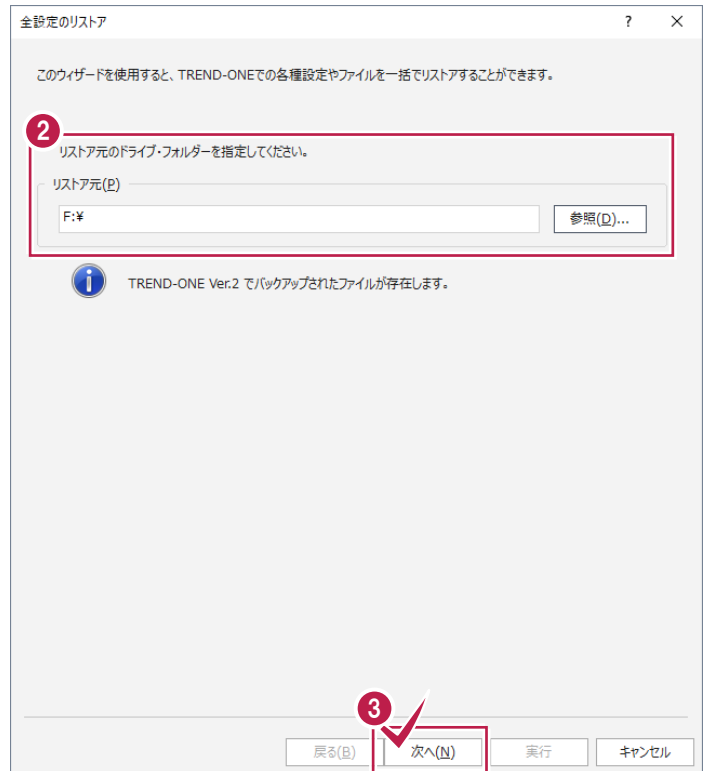 全設定のリストア ? ×
このウィザードを使用すると、TREND-ONEでの各種設定やファイルを一括でリストアすることができます。
2
リストア元のドライブ・フォルダーを指定してください。
リストア元(P)
F:¥ 参照(D)...
TREND-ONE Ver.2 でバックアップされたファイルが存在します。
3
戻る(B) 次へ(N) 実行 キャンセル